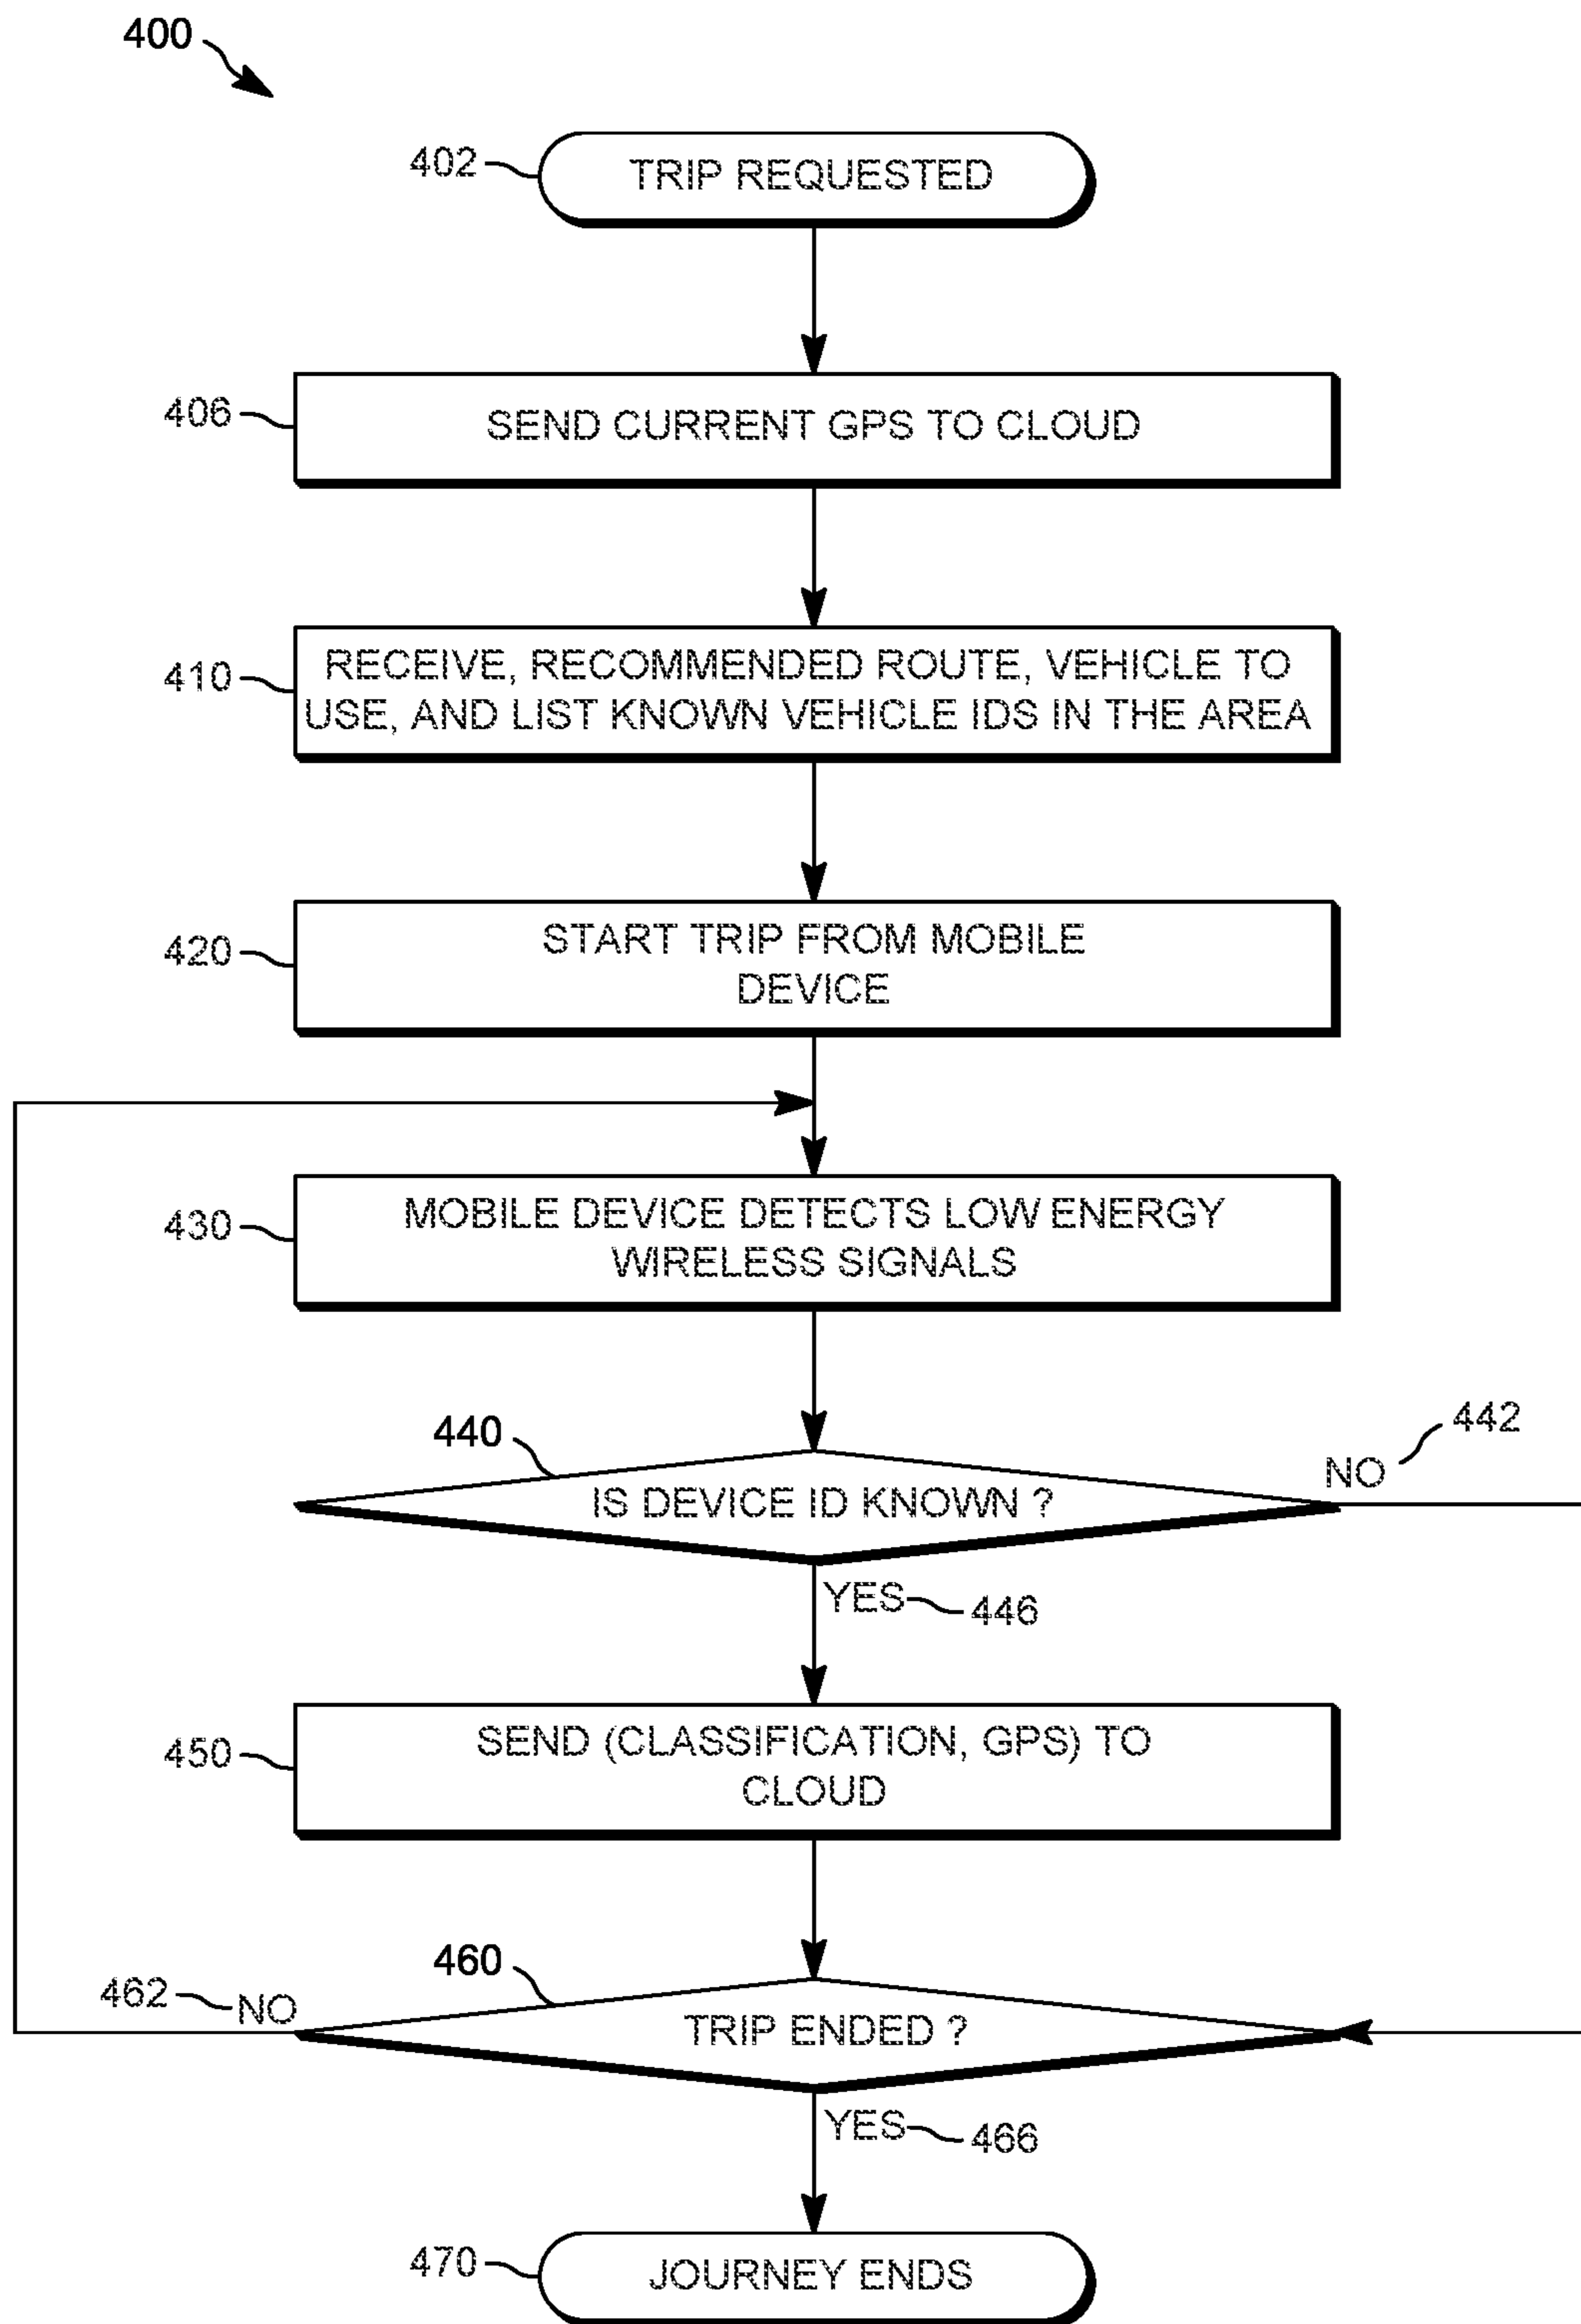 400
402
TRIP REQUESTED
406
SEND CURRENT GPS TO CLOUD
410
RECEIVE, RECOMMENDED ROUTE, VEHICLE TO
USE, AND LIST KNOWN VEHICLE IDS IN THE AREA
420
START TRIP FROM MOBILE
DEVICE
430
MOBILE DEVICE DETECTS LOW ENERGY
WIRELESS SIGNALS
440
442
NO
IS DEVICE ID KNOWN ?
YES
446
450
SEND (CLASSIFICATION, GPS) TO
CLOUD
460
462
NO
TRIP ENDED ?
YES
466
470
JOURNEY ENDS